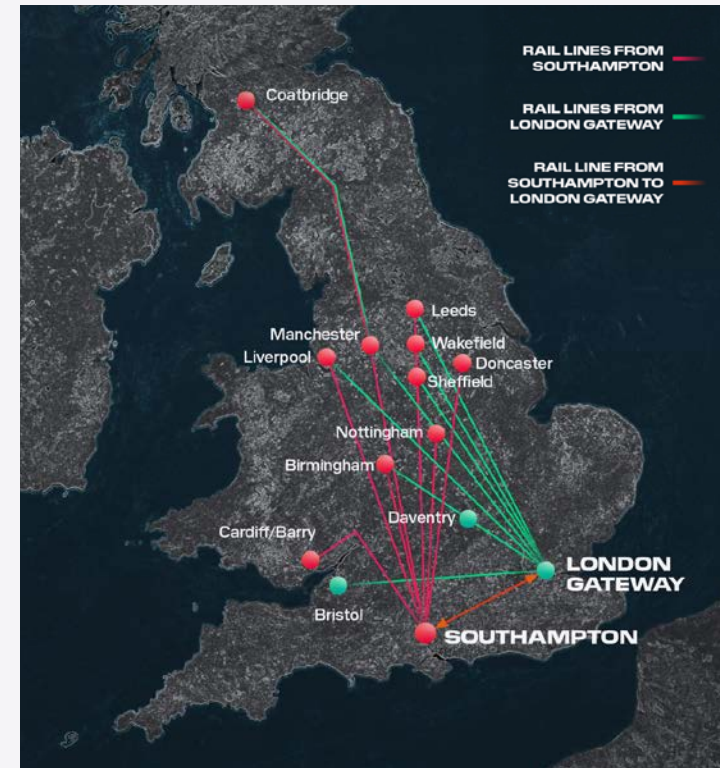 RAIL LINES FROM
SOUTHAMPTON
RAIL LINES FROM
LONDON GATEWAY
RAIL LINE FROM
SOUTHAMPTON TO
LONDON GATEWAY
Coatbridge
Leeds
Manchester
Wakefield
Liverpool
Doncaster
Sheffield
Nottingham
Birmingham
Daventry
Cardiff/Barry
LONDON
GATEWAY
Bristol
SOUTHAMPTON